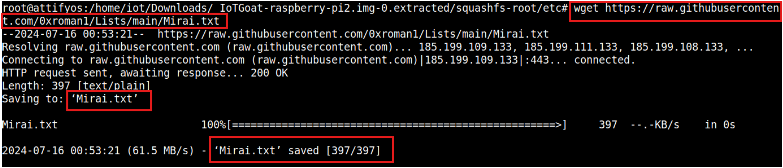 root@attifyos:/home/iot/Downloads/_IoTGoat-raspberry-pi2.img-0.extracted/squashfs-root/etc# wget https://raw.githubuserconten
t.com/0xroman1/Lists/main/Mirai.txt
--2024-07-16 00:53:21--  https://raw.githubusercontent.com/0xroman1/Lists/main/Mirai.txt
Resolving raw.githubusercontent.com (raw.githubusercontent.com)... 185.199.109.133, 185.199.111.133, 185.199.108.133, ...
Connecting to raw.githubusercontent.com (raw.githubusercontent.com)|185.199.109.133|:443... connected.
HTTP request sent, awaiting response... 200 OK
Length: 397 [text/plain]
Saving to: ‘Mirai.txt’
Mirai.txt 100%[===================================================>] 397 --.-KB/s in 0s
2024-07-16 00:53:21 (61.5 MB/s) - ‘Mirai.txt’ saved [397/397]